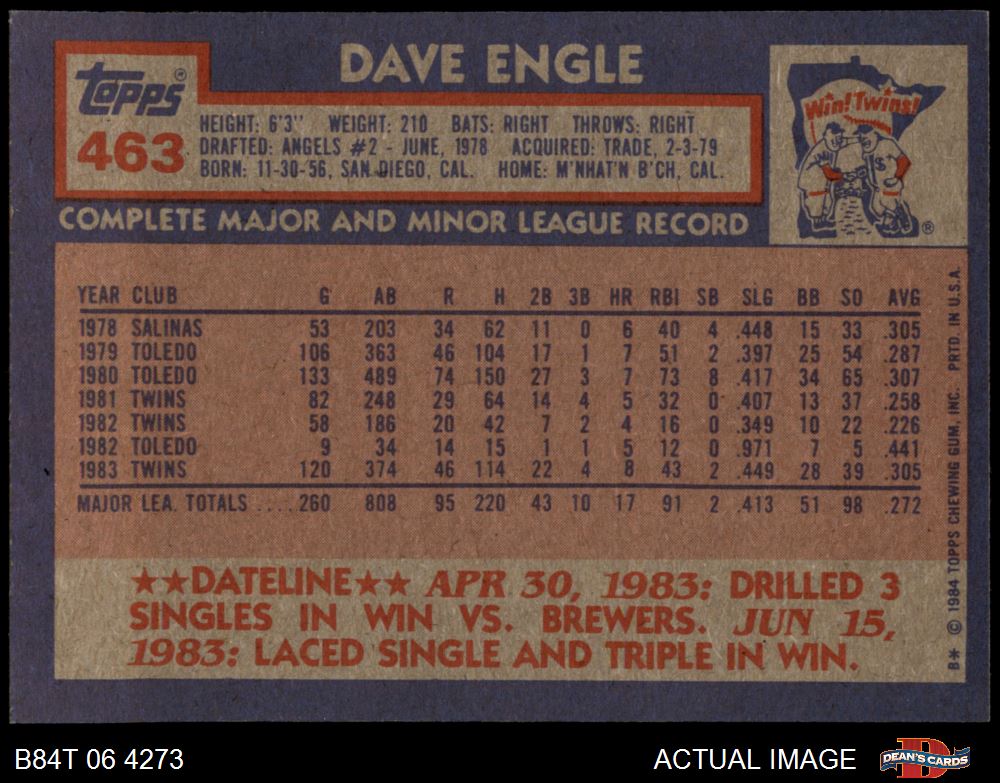 DAVE ENGLE
Topps®
463
HEIGHT: 6'3" WEIGHT: 210 BATS: RIGHT THROWS: RIGHT
DRAFTED: ANGELS #2 - JUNE, 1978 ACQUIRED: TRADE, 2-3-79
BORN: 11-30-56, SAN DIEGO, CAL. HOME: M'NHAT'N B'CH, CAL.
Win! Twins!
®
COMPLETE MAJOR AND MINOR LEAGUE RECORD
YEAR CLUB G AB R H 2B 3B HR RBI SB SLG BB SO AVG
1978 SALINAS 53 203 34 62 11 0 6 40 4 .448 15 33 .305
1979 TOLEDO 106 363 46 104 17 1 7 51 2 .397 25 54 .287
1980 TOLEDO 133 489 74 150 27 3 7 73 8 .417 34 65 .307
1981 TWINS 82 248 29 64 14 4 5 32 0 .407 13 37 .258
1982 TWINS 58 186 20 42 7 2 4 16 0 .349 10 22 .226
1982 TOLEDO 9 34 14 15 1 1 5 12 0 .971 7 5 .441
1983 TWINS 120 374 46 114 22 4 8 43 2 .449 28 39 .305
MAJOR LEA. TOTALS ....260 808 95 220 43 10 17 91 2 .413 51 98 .272
★★DATELINE★★ APR 30, 1983: DRILLED 3
SINGLES IN WIN VS. BREWERS. JUN 15,
1983: LACED SINGLE AND TRIPLE IN WIN.
B* © 1984 TOPPS CHEWING GUM, INC. PRTD. IN U.S.A.
B84T 06 4273
ACTUAL IMAGE
DEAN'S CARDS